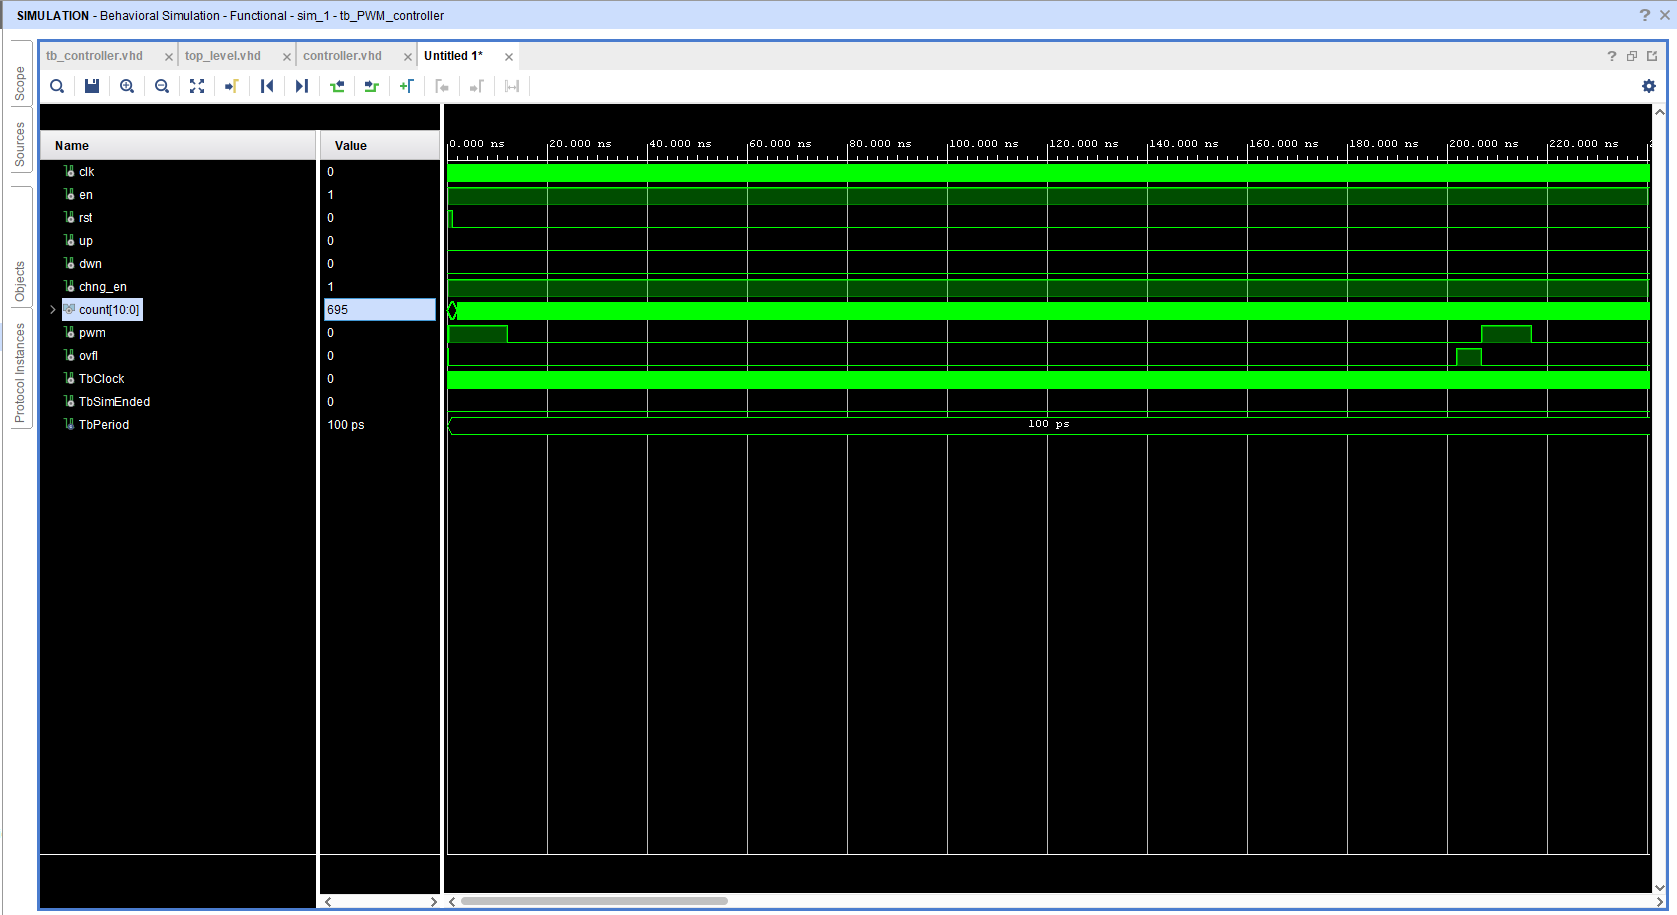 SIMULATION - Behavioral Simulation - Functional - sim_1 - tb_PWM_controller
tb_controller.vhd
top_level.vhd
controller.vhd
Untitled 1*
Scope
Sources
Objects
Protocol Instances
Name
Value
0.000 ns
20.000 ns
40.000 ns
60.000 ns
80.000 ns
100.000 ns
120.000 ns
140.000 ns
160.000 ns
180.000 ns
200.000 ns
220.000 ns
clk 0
en 1
rst 0
up 0
dwn 0
chng_en 1
count[10:0] 695
pwm 0
ovfl 0
TbClock 0
TbSimEnded 0
TbPeriod 100 ps
100 ps